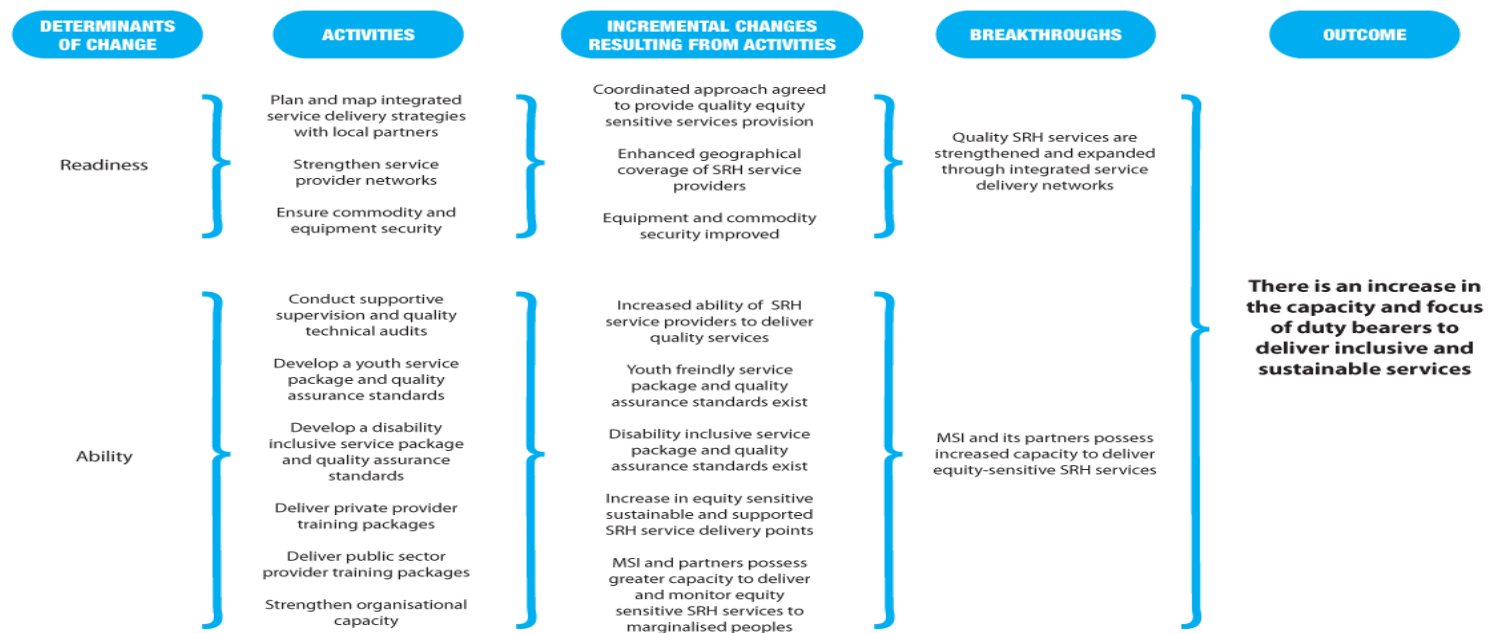 DETERMINANTS
OF CHANGE
ACTIVITIES
INCREMENTAL CHANGES
RESULTING FROM ACTIVITIES
BREAKTHROUGHS
OUTCOME
Readiness
Plan and map integrated
service delivery strategies
with local partners
Strengthen service
provider networks
Ensure commodity and
equipment security
Coordinated approach agreed
to provide quality equity
sensitive services provision
Enhanced geographical
coverage of SRH service
providers
Equipment and commodity
security improved
Quality SRH services are
strengthened and expanded
through integrated service
delivery networks
Ability
Conduct supportive
supervision and quality
technical audits
Develop a youth service
package and quality
assurance standards
Develop a disability
inclusive service package
and quality assurance
standards
Deliver private provider
training packages
Deliver public sector
provider training packages
Strengthen organisational
capacity
Increased ability of SRH
service providers to deliver
quality services
Youth freindly service
package and quality
assurance standards exist
Disability inclusive service
package and quality
assurance standards exist
Increase in equity sensitive
sustainable and supported
SRH service delivery points
MSI and partners possess
greater capacity to deliver
and monitor equity
sensitive SRH services to
marginalised peoples
MSI and its partners possess
increased capacity to deliver
equity-sensitive SRH services
There is an increase in
the capacity and focus
of duty bearers to
deliver inclusive and
sustainable services